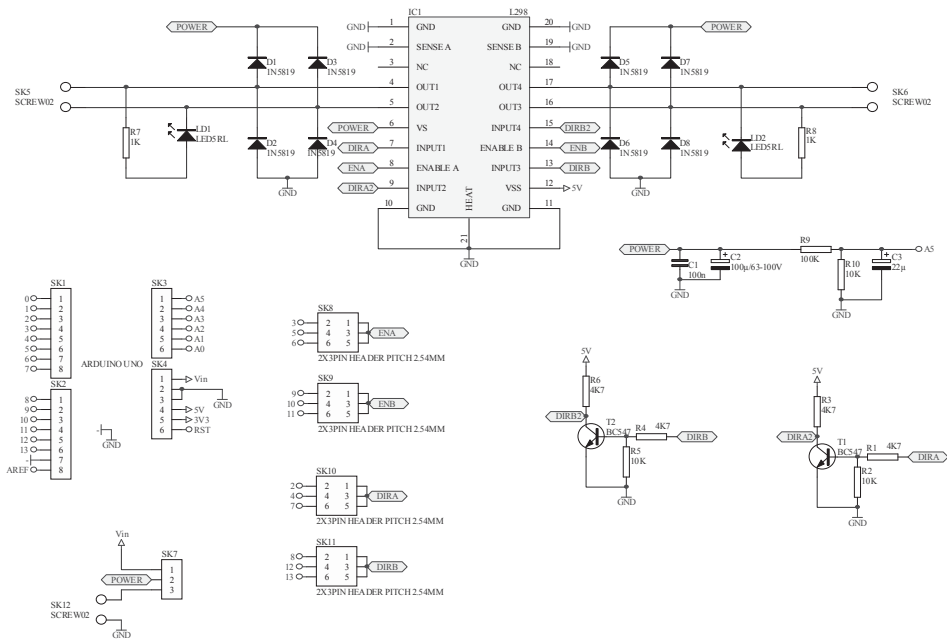 IC1 L298
POWER POWER
GND 1 GND GND 20 GND
GND 2 SENSE A SENSE B 19 GND
D1 1N5819 D3 1N5819 D5 1N5819 D7 1N5819
3 NC NC 18
SK5 SCREW02 4 OUT1 OUT4 17 SK6 SCREW02
5 OUT2 OUT3 16
R7 1K LD1 LED5RL D2 1N5819 D4 1N5819
POWER 6 VS INPUT4 15 DIRB2
DIRA 7 INPUT1 ENABLE B 14 ENB
ENA 8 ENABLE A INPUT3 13 DIRB
DIRA2 9 INPUT2 VSS 12 5V
10 GND GND 11
HEAT
21
GND
D6 1N5819 D8 1N5819 LD2 LED5RL R8 1K
GND GND
POWER R9 100K A5
C1 100n C2 + 100µ/63-100V R10 10K C3 + 22µ
GND GND
SK1
0 1
1 2
2 3
3 4
4 5
5 6
6 7
7 8
ARDUINO UNO
SK2
8 1
9 2
10 3
11 4
12 5
13 6
- 7
AREF 8
- GND
SK3
1 A5
2 A4
3 A3
4 A2
5 A1
6 A0
SK4
1 Vin
2
3 GND
4 5V
5 3V3
6 RST
SK8
3 2 1
5 4 3 ENA
6 6 5
2X3PIN HEADER PITCH 2.54MM
SK9
9 2 1
10 4 3 ENB
11 6 5
2X3PIN HEADER PITCH 2.54MM
SK10
2 2 1
4 4 3 DIRA
7 6 5
2X3PIN HEADER PITCH 2.54MM
SK11
8 2 1
12 4 3 DIRB
13 6 5
2X3PIN HEADER PITCH 2.54MM
5V
R6 4K7
DIRB2
T2 BC547
R4 4K7 DIRB
R5 10K
GND
5V
R3 4K7
DIRA2
T1 BC547
R1 4K7 DIRA
R2 10K
GND
Vin
SK7
1
POWER 2
3
SK12
SCREW02
GND